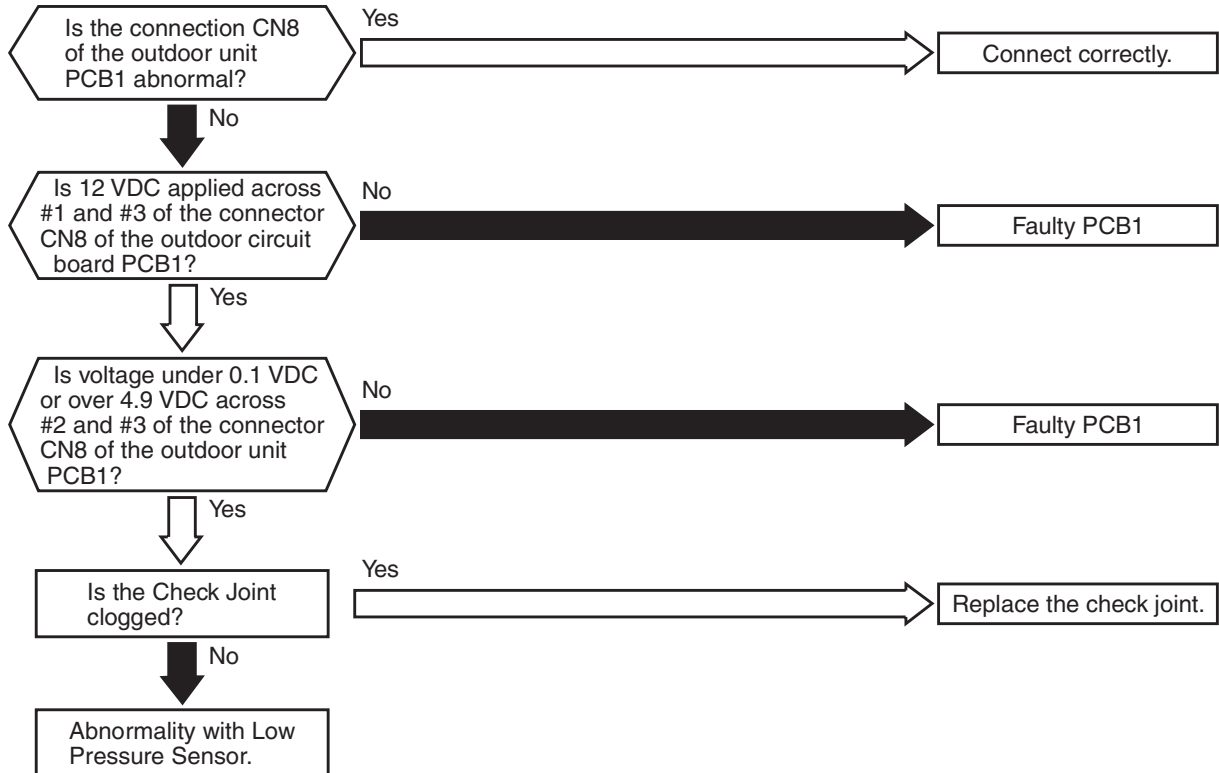 Is the connection CN8
of the outdoor unit
PCB1 abnormal?
Yes
Connect correctly.
No
Is 12 VDC applied across
#1 and #3 of the connector
CN8 of the outdoor circuit
board PCB1?
No
Faulty PCB1
Yes
Is voltage under 0.1 VDC
or over 4.9 VDC across
#2 and #3 of the connector
CN8 of the outdoor unit
PCB1?
No
Faulty PCB1
Yes
Is the Check Joint
clogged?
Yes
Replace the check joint.
No
Abnormality with Low
Pressure Sensor.